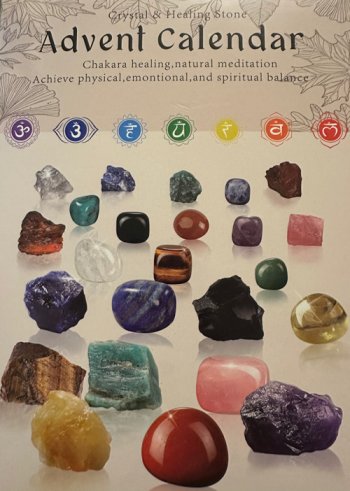 Crystal & Healing Stone
Advent Calendar
Chakara healing,natural meditation
Achieve physical,emontional,and spiritual balance
ॐ ૐ हं यं रं वं लं